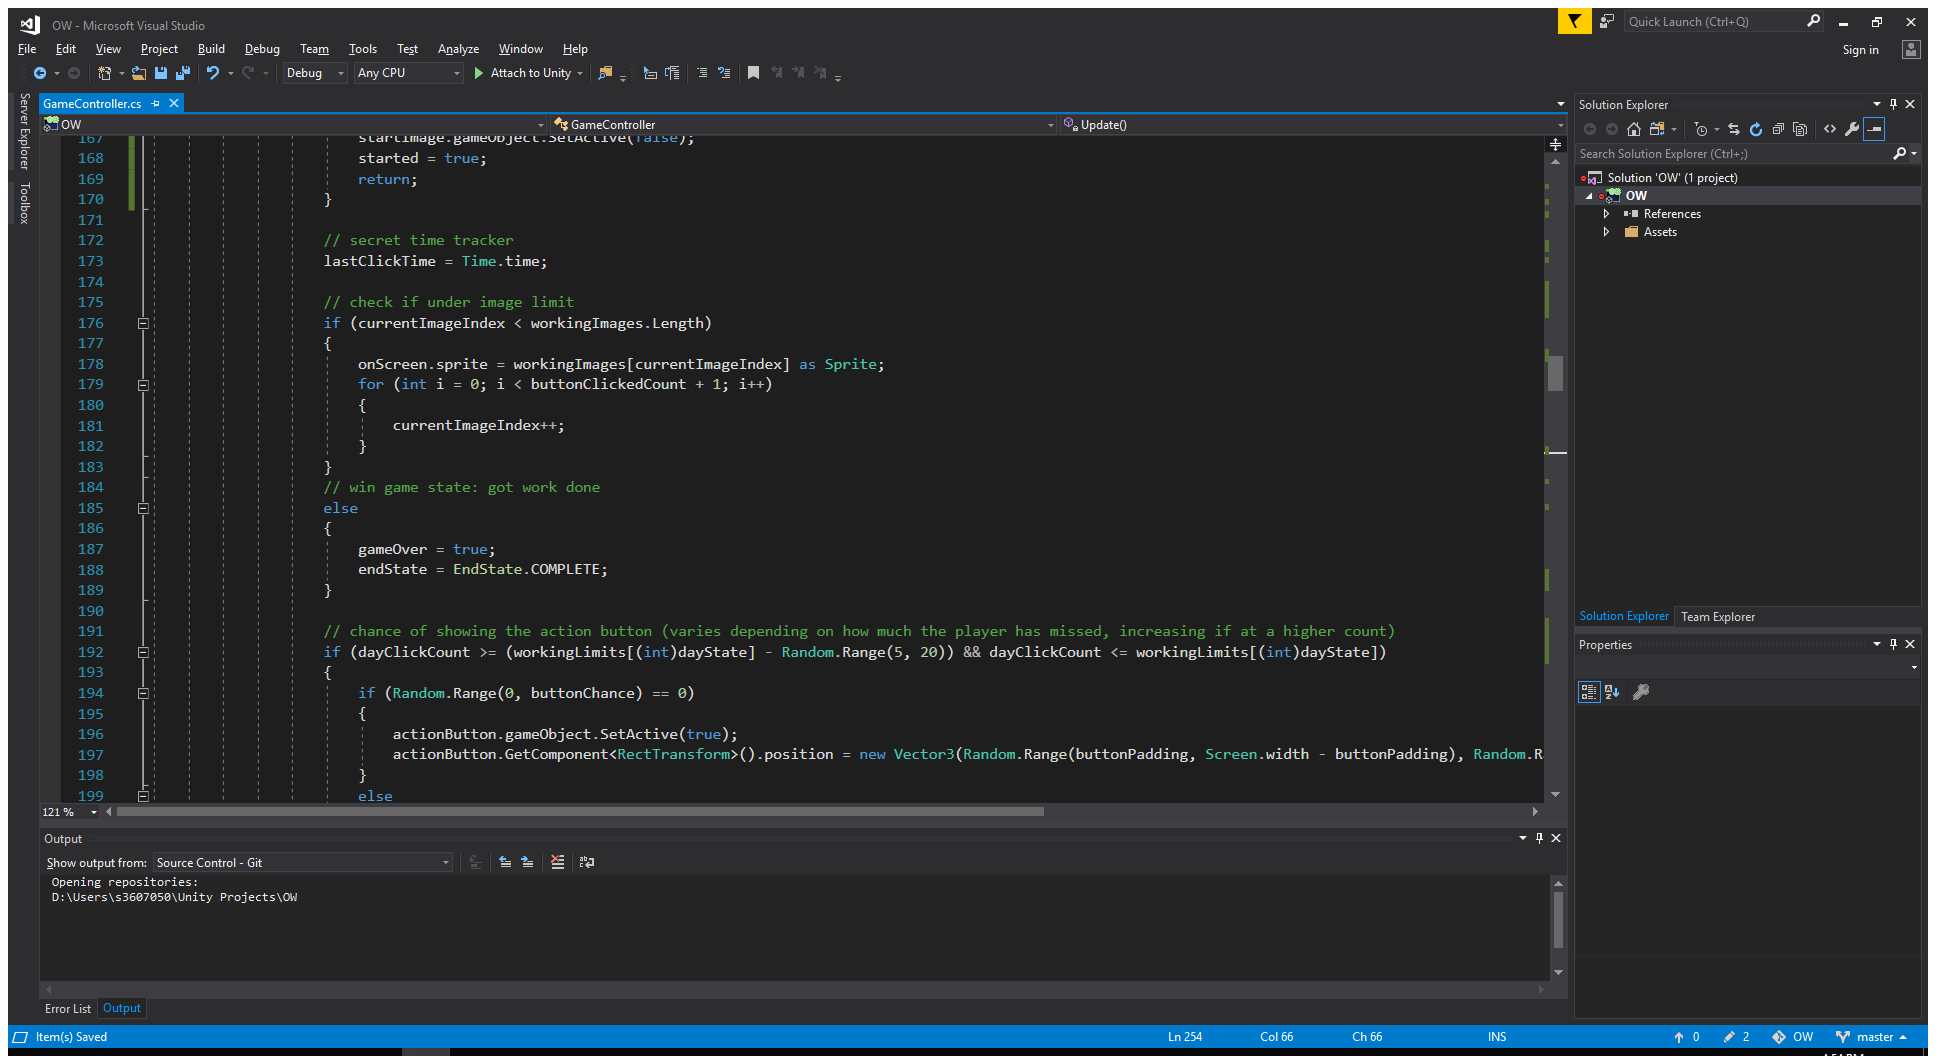 OW - Microsoft Visual Studio
Quick Launch (Ctrl+Q)
File Edit View Project Build Debug Team Tools Test Analyze Window Help
Sign in
Debug Any CPU Attach to Unity
Server Explorer
Toolbox
GameController.cs
OW GameController Update()
167 startImage.gameObject.SetActive(false);
168 started = true;
169 return;
170 }
171
172 // secret time tracker
173 lastClickTime = Time.time;
174
175 // check if under image limit
176 if (currentImageIndex < workingImages.Length)
177 {
178 onScreen.sprite = workingImages[currentImageIndex] as Sprite;
179 for (int i = 0; i < buttonClickedCount + 1; i++)
180 {
181 currentImageIndex++;
182 }
183 }
184 // win game state: got work done
185 else
186 {
187 gameOver = true;
188 endState = EndState.COMPLETE;
189 }
190
191 // chance of showing the action button (varies depending on how much the player has missed, increasing if at a higher count)
192 if (dayClickCount >= (workingLimits[(int)dayState] - Random.Range(5, 20)) && dayClickCount <= workingLimits[(int)dayState])
193 {
194 if (Random.Range(0, buttonChance) == 0)
195 {
196 actionButton.gameObject.SetActive(true);
197 actionButton.GetComponent<RectTransform>().position = new Vector3(Random.Range(buttonPadding, Screen.width - buttonPadding), Random.R
198 }
199 else
121 %
Output
Show output from: Source Control - Git
Opening repositories:
D:\Users\s3607050\Unity Projects\OW
Error List Output
Solution Explorer
Search Solution Explorer (Ctrl+;)
Solution 'OW' (1 project)
OW
References
Assets
Solution Explorer Team Explorer
Properties
Item(s) Saved Ln 254 Col 66 Ch 66 INS 0 2 OW master